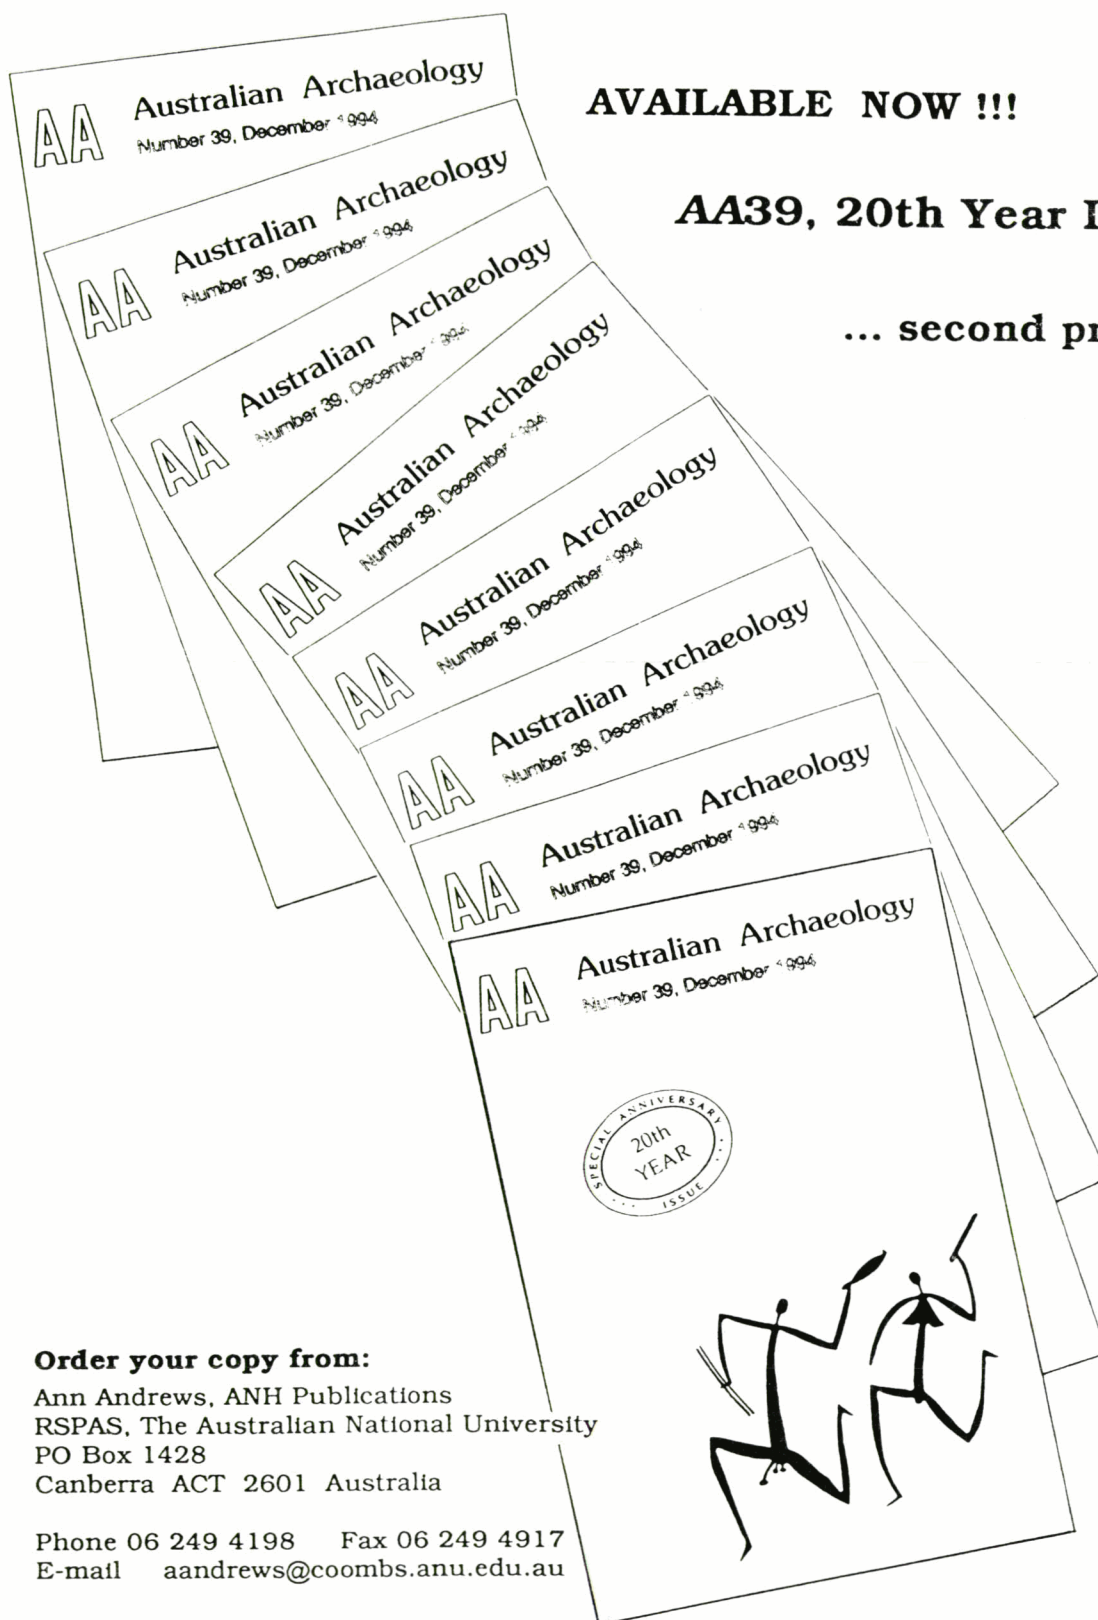 AVAILABLE NOW !!!
AA39, 20th Year I
... second pr
AA Australian Archaeology
Number 39, December 1994
AA Australian Archaeology
Number 39, December 1994
AA Australian Archaeology
Number 39, December 1994
AA Australian Archaeology
Number 39, December 1994
AA Australian Archaeology
Number 39, December 1994
AA Australian Archaeology
Number 39, December 1994
AA Australian Archaeology
Number 39, December 1994
AA Australian Archaeology
Number 39, December 1994
SPECIAL ANNIVERSARY ... ISSUE ...
20th
YEAR
Order your copy from:
Ann Andrews, ANH Publications
RSPAS, The Australian National University
PO Box 1428
Canberra ACT 2601 Australia
Phone 06 249 4198 Fax 06 249 4917
E-mail aandrews@coombs.anu.edu.au